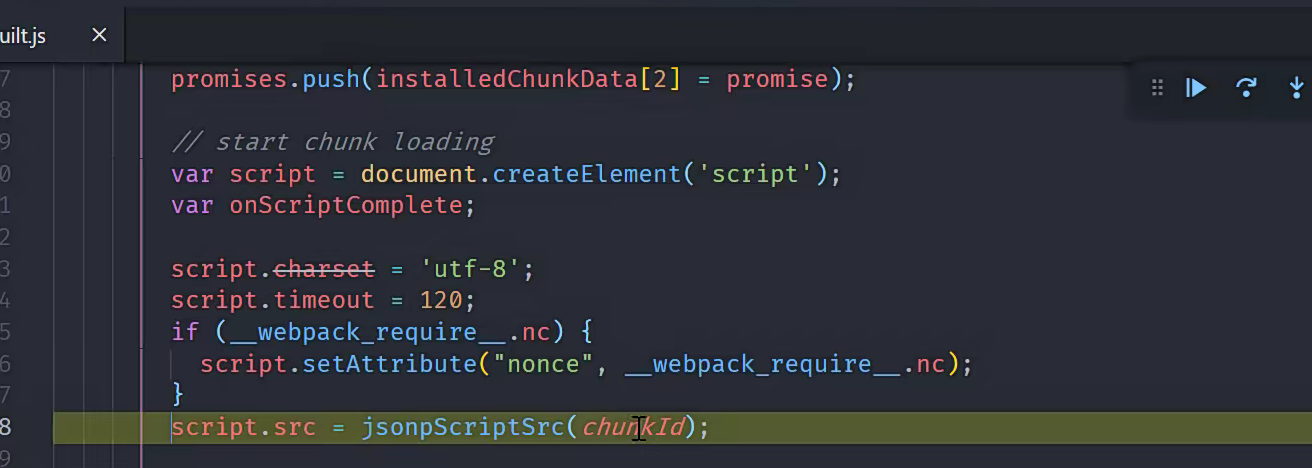 uilt.js
7 promises.push(installedChunkData[2] = promise);
8
9 // start chunk loading
0 var script = document.createElement('script');
1 var onScriptComplete;
2
3 script.charset = 'utf-8';
4 script.timeout = 120;
5 if (__webpack_require__.nc) {
6 script.setAttribute("nonce", __webpack_require__.nc);
7 }
8 script.src = jsonpScriptSrc(chunkId);
9